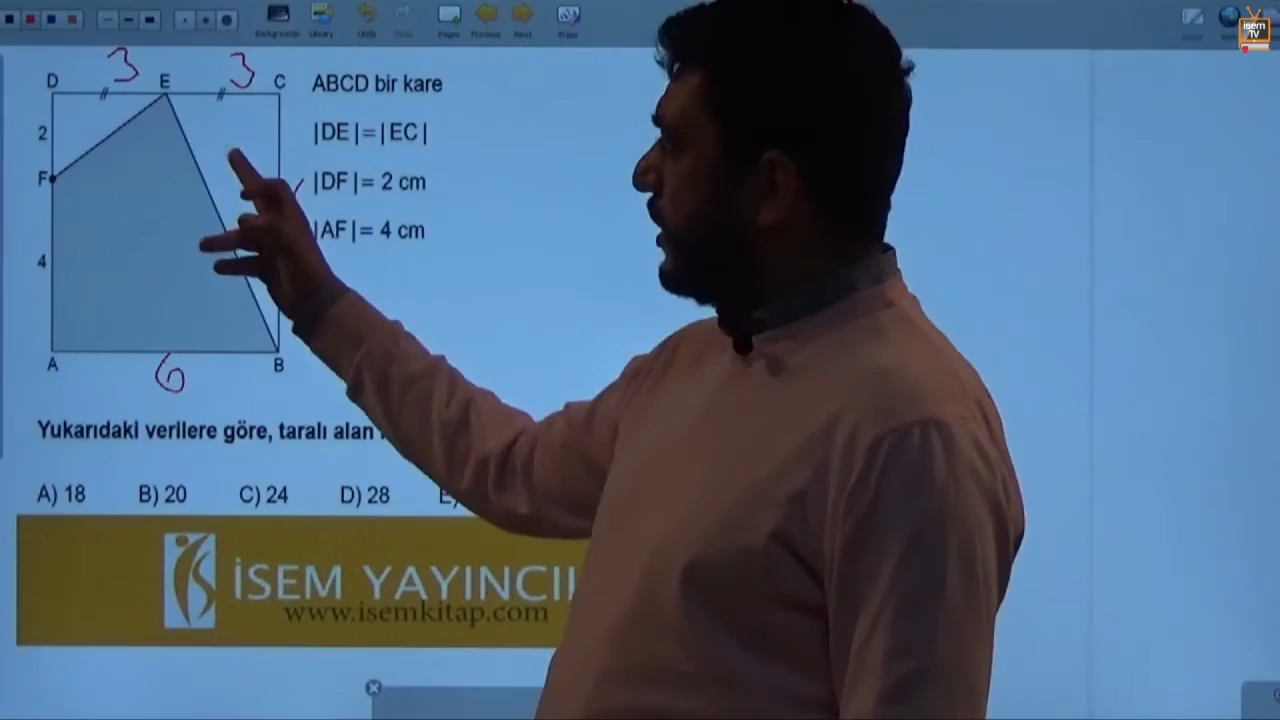 isem
TV
3
3
D
E
C
ABCD bir kare
2
|DE|=|EC|
F
|DF|= 2 cm
4
|AF|= 4 cm
A
B
6
Yukarıdaki verilere göre, taralı alan
A) 18 B) 20 C) 24 D) 28
İSEM
www.isemkitap.com